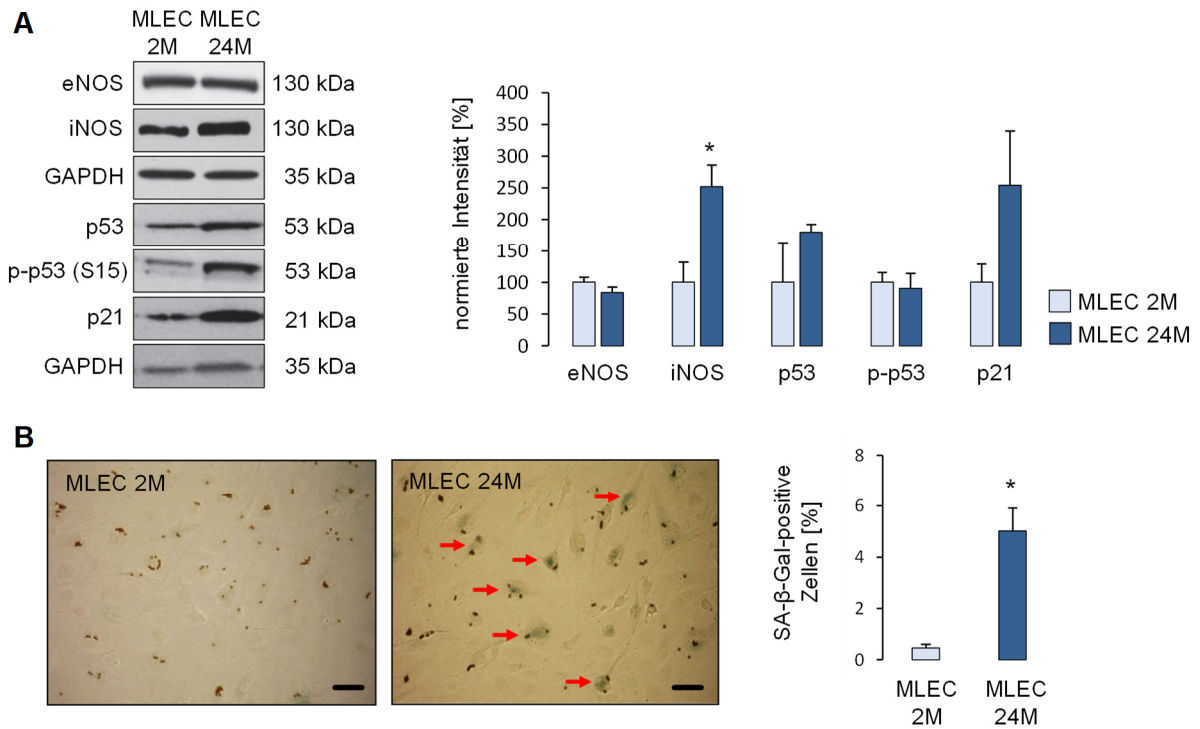 A
MLEC MLEC
2M 24M
eNOS 130 kDa
iNOS 130 kDa
GAPDH 35 kDa
p53 53 kDa
p-p53 (S15) 53 kDa
p21 21 kDa
GAPDH 35 kDa
normierte Intensität [%]
400
350
300
250
200
150
100
50
0
*
eNOS iNOS p53 p-p53 p21
MLEC 2M
MLEC 24M
B
MLEC 2M
MLEC 24M
SA-β-Gal-positive
Zellen [%]
8
6
4
2
0
*
MLEC MLEC
2M 24M